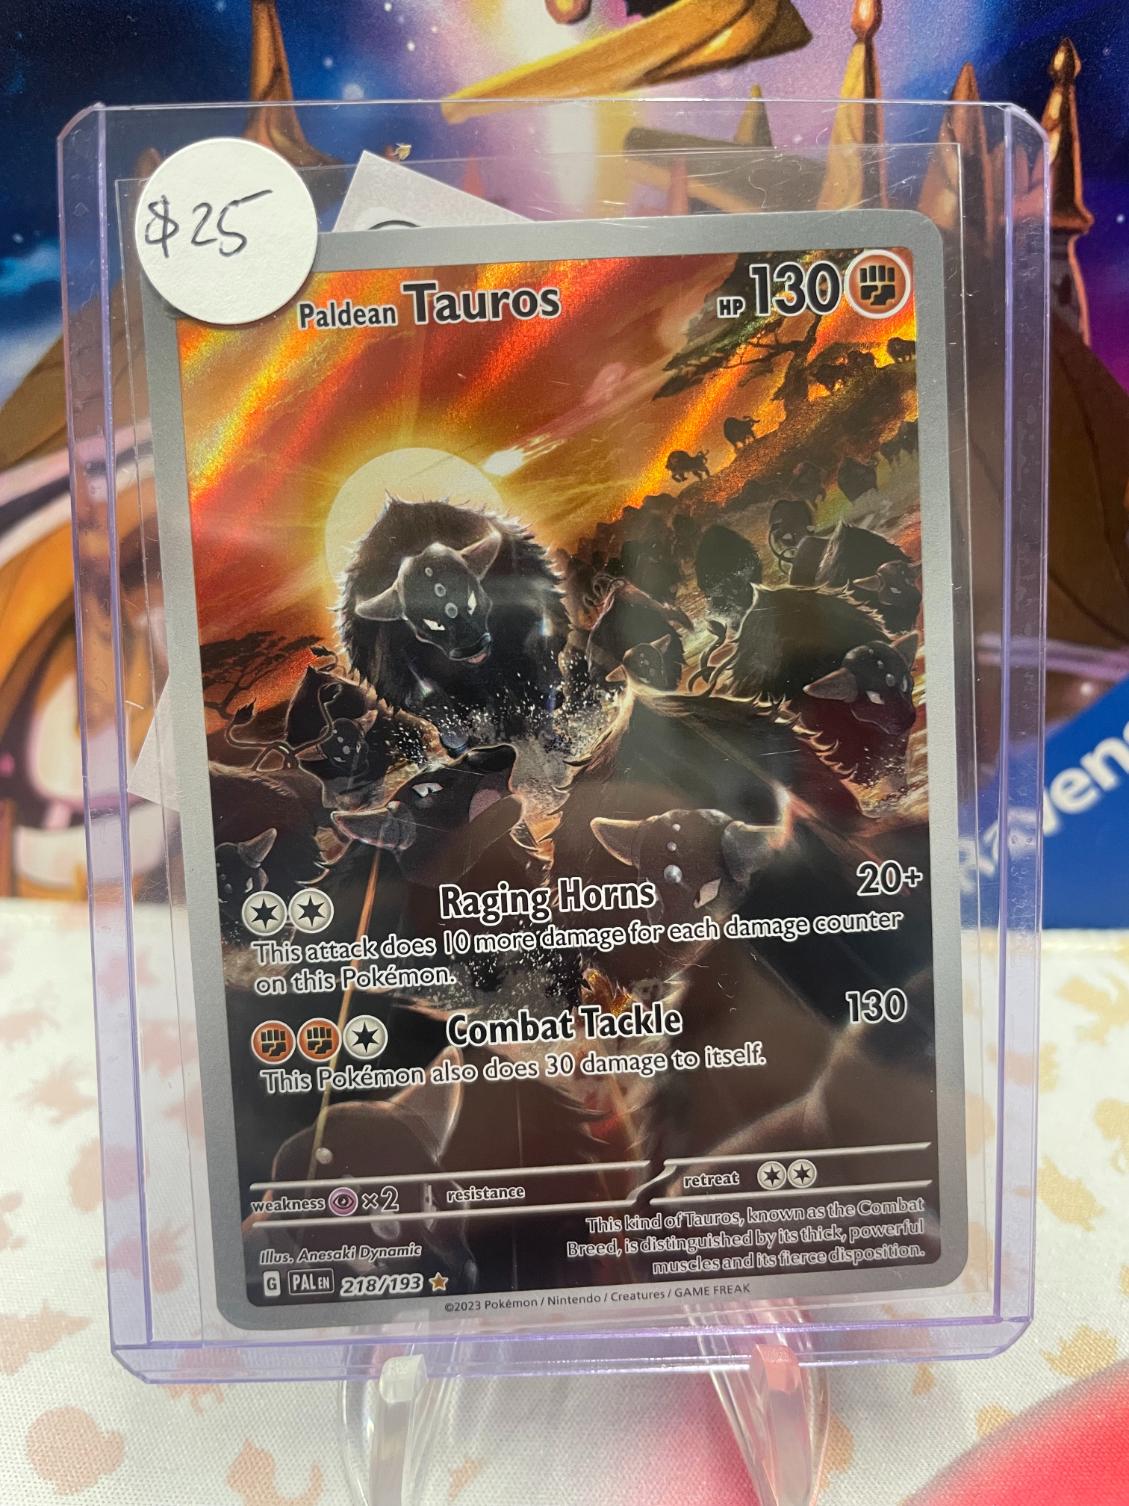 $25
Paldean Tauros
HP 130
Raging Horns 20+
This attack does 10 more damage for each damage counter
on this Pokémon.
Combat Tackle 130
This Pokémon also does 30 damage to itself.
weakness ×2 resistance retreat
This kind of Tauros, known as the Combat
Breed, is distinguished by its thick, powerful
muscles and its fierce disposition.
Illus. Anesaki Dynamic
G PAL EN 218/193
©2023 Pokémon / Nintendo / Creatures / GAME FREAK